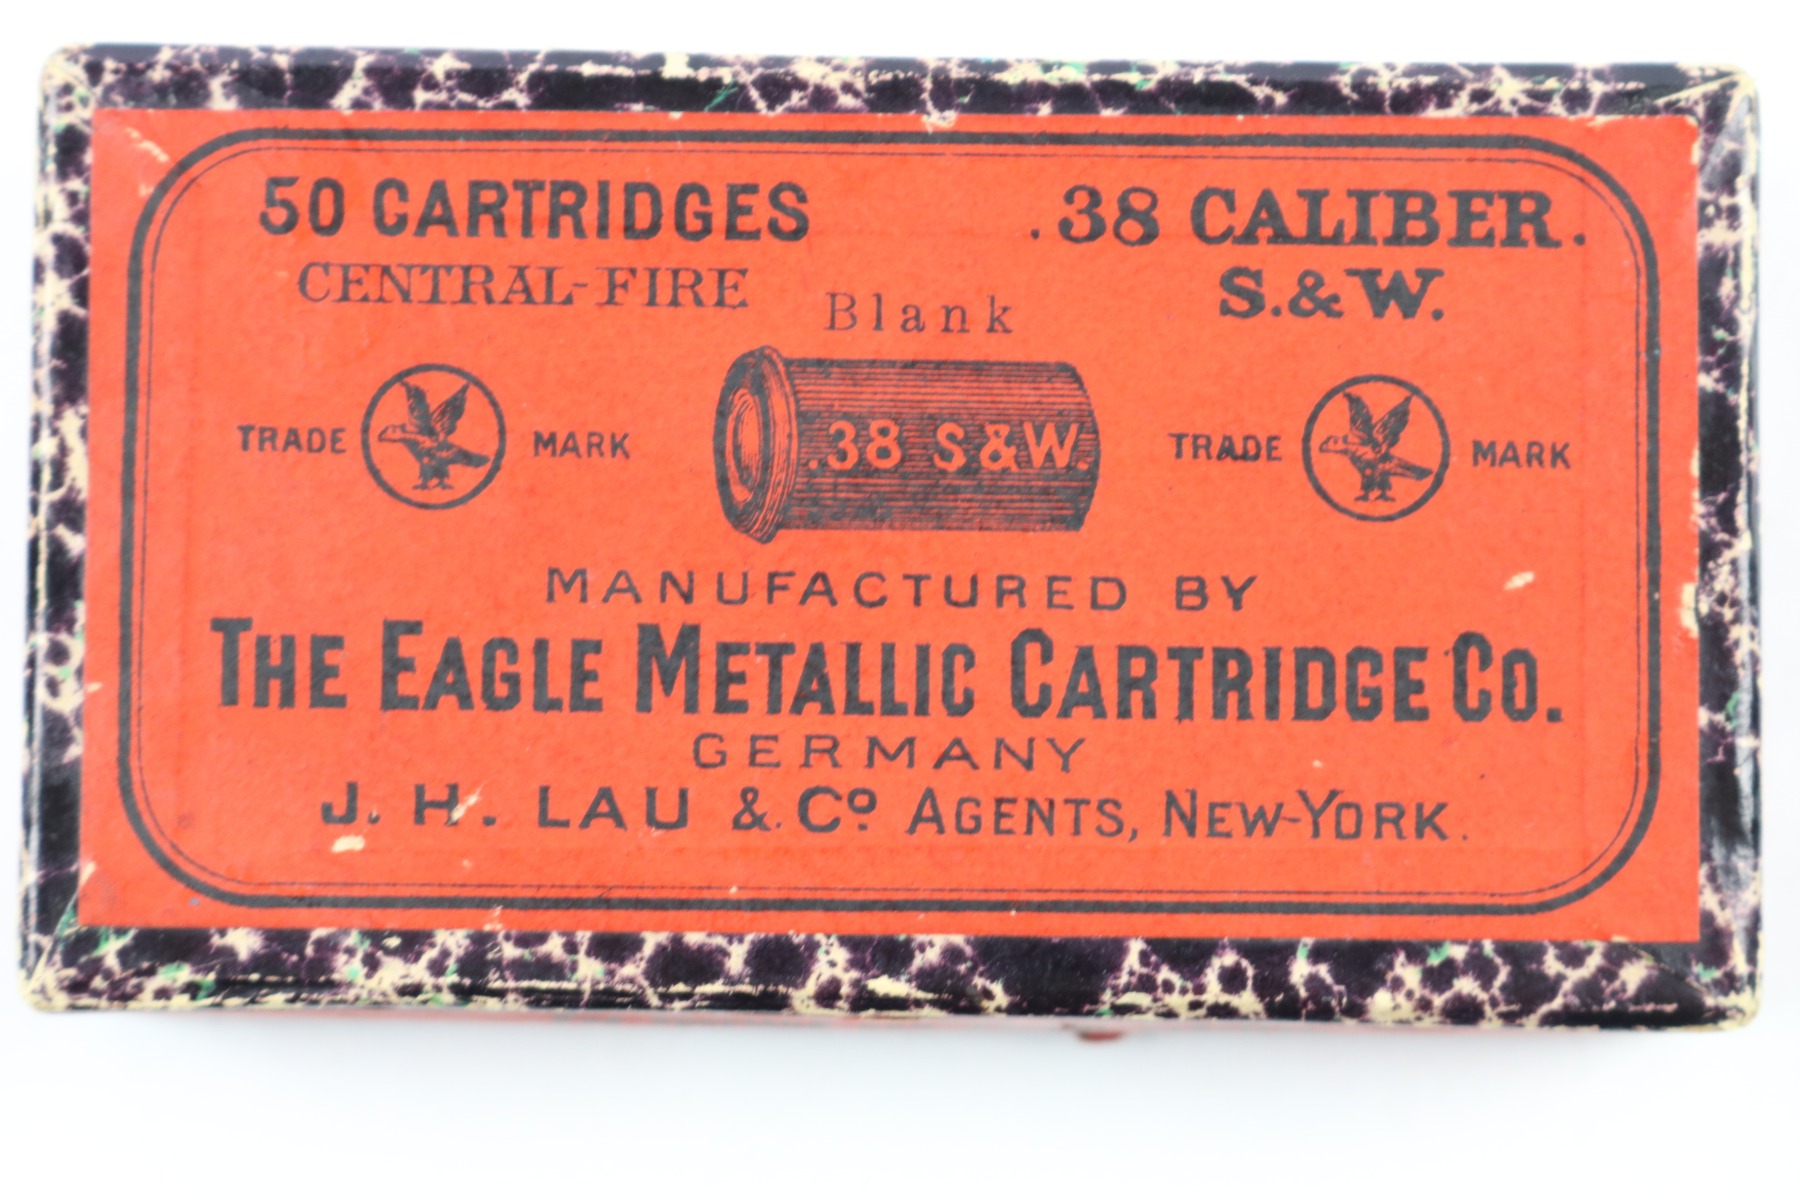 50 CARTRIDGES
CENTRAL-FIRE
.38 CALIBER.
S.&W.
Blank
TRADE MARK
.38 S&W.
TRADE MARK
MANUFACTURED BY
THE EAGLE METALLIC CARTRIDGE CO.
GERMANY
J. H. LAU & Cº AGENTS, NEW-YORK.